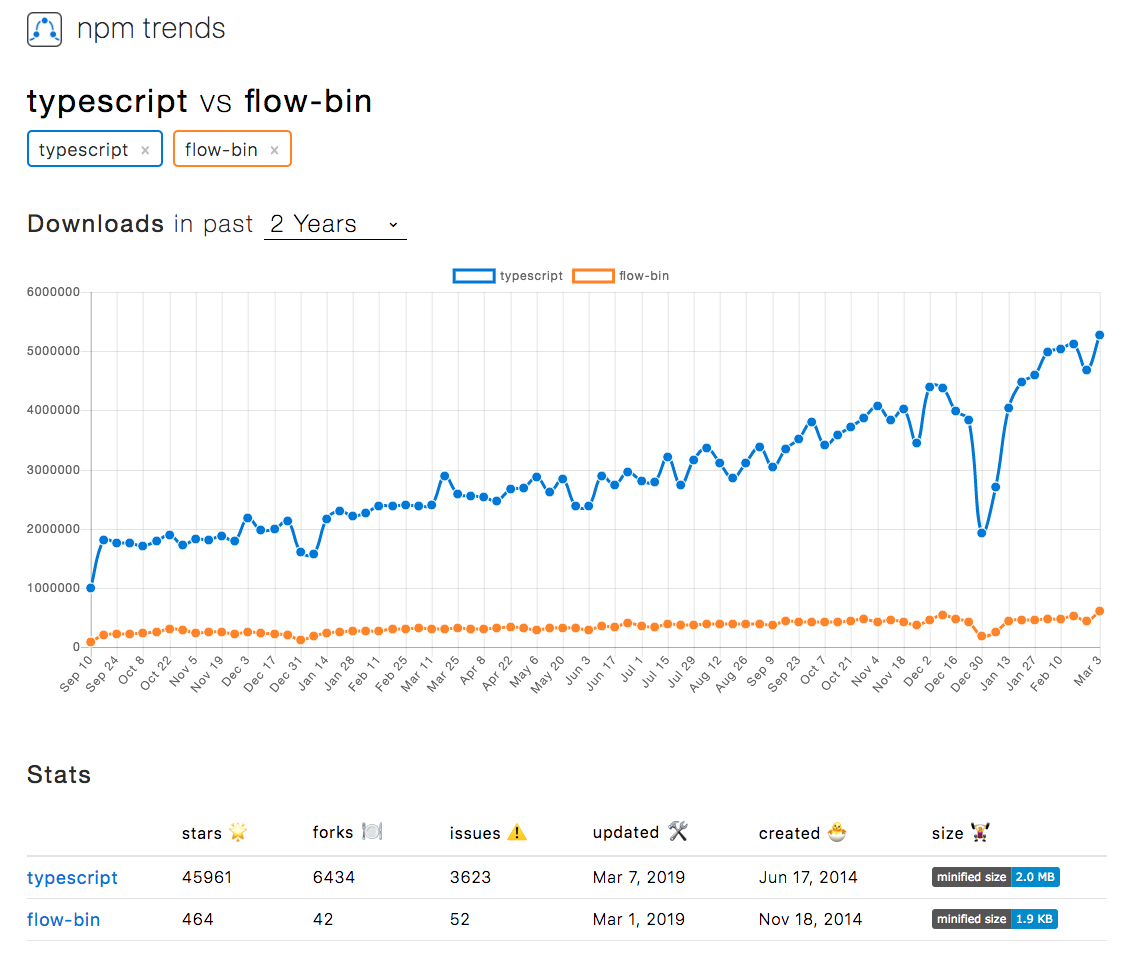 npm trends
typescript vs flow-bin
typescript × flow-bin ×
Downloads in past 2 Years
typescript flow-bin
6000000
5000000
4000000
3000000
2000000
1000000
0
Sep 10 Sep 24 Oct 8 Oct 22 Nov 5 Nov 19 Dec 3 Dec 17 Dec 31 Jan 14 Jan 28 Feb 11 Feb 25 Mar 11 Mar 25 Apr 8 Apr 22 May 6 May 20 Jun 3 Jun 17 Jul 1 Jul 15 Jul 29 Aug 12 Aug 26 Sep 9 Sep 23 Oct 7 Oct 21 Nov 4 Nov 18 Dec 2 Dec 16 Dec 30 Jan 13 Jan 27 Feb 10 Mar 3
Stats
stars 🌟 forks 🍽 issues ⚠️ updated 🛠 created 🐣 size 🏋️‍♀️
typescript 45961 6434 3623 Mar 7, 2019 Jun 17, 2014 minified size 2.0 MB
flow-bin 464 42 52 Mar 1, 2019 Nov 18, 2014 minified size 1.9 KB